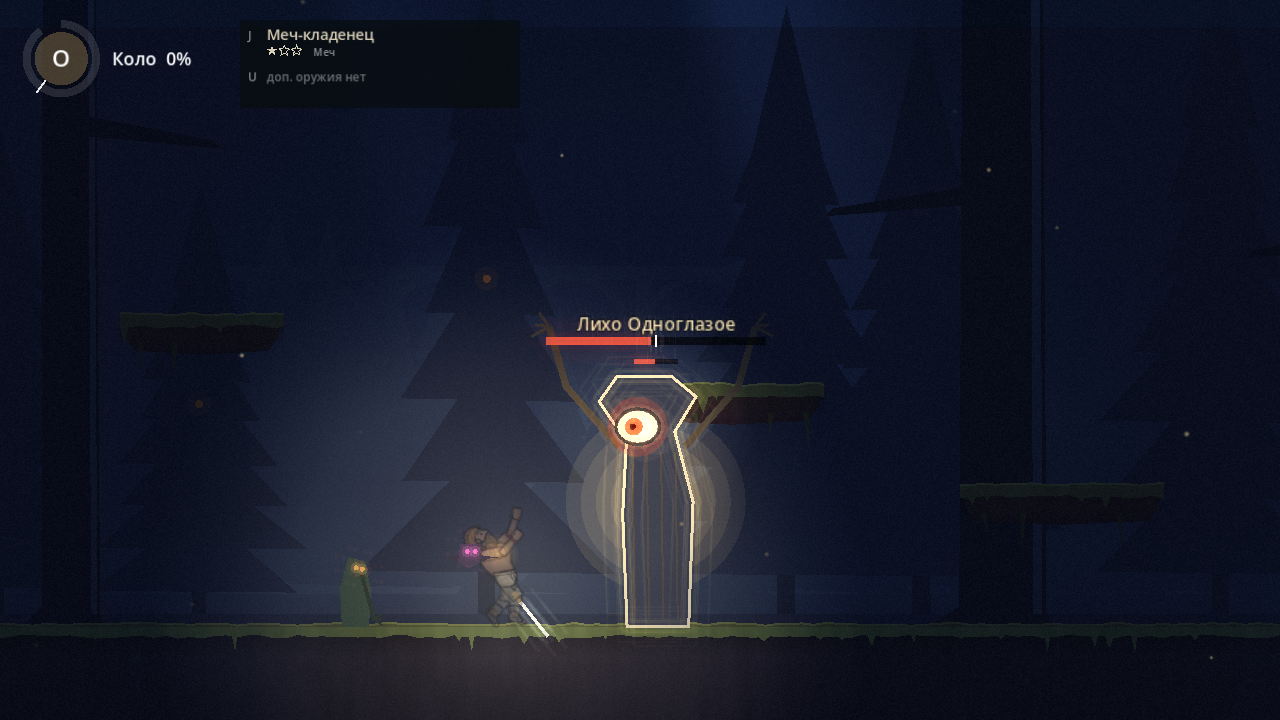 O
Коло 0%
J Меч-кладенец
★☆☆ Меч
U доп. оружия нет
Лихо Одноглазое